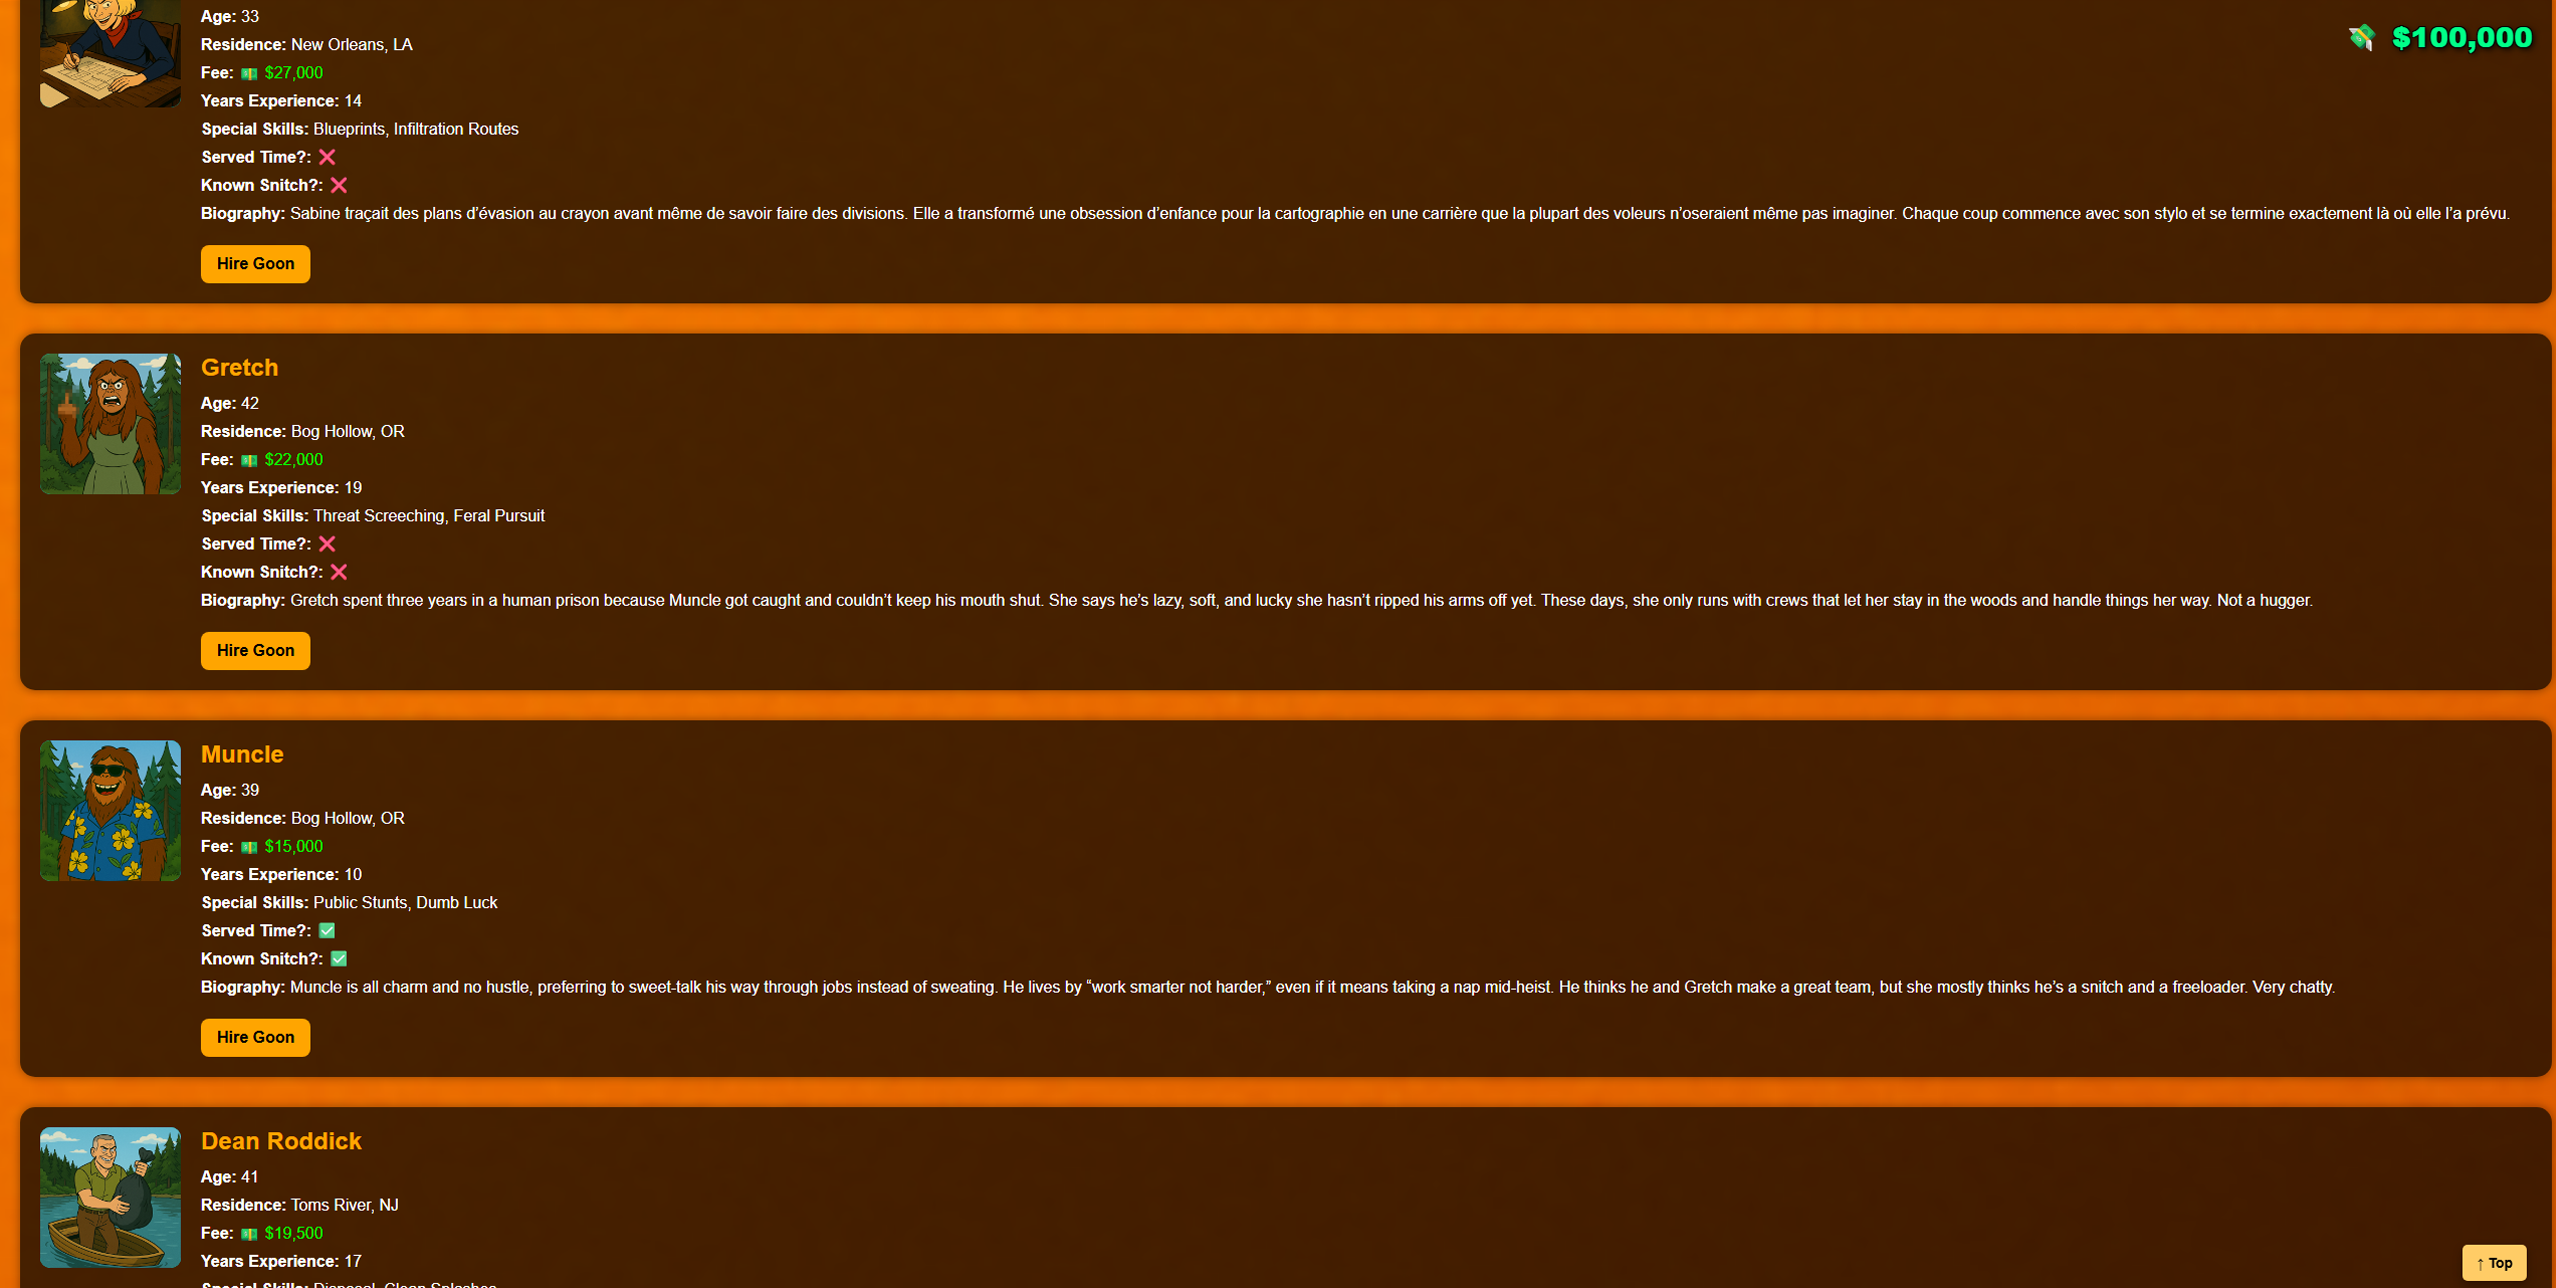 Age: 33
$100,000
Residence: New Orleans, LA
Fee: $27,000
Years Experience: 14
Special Skills: Blueprints, Infiltration Routes
Served Time?: ❌
Known Snitch?: ❌
Biography: Sabine traçait des plans d’évasion au crayon avant même de savoir faire des divisions. Elle a transformé une obsession d’enfance pour la cartographie en une carrière que la plupart des voleurs n’oseraient même pas imaginer. Chaque coup commence avec son stylo et se termine exactement là où elle l’a prévu.
Hire Goon
Gretch
Age: 42
Residence: Bog Hollow, OR
Fee: $22,000
Years Experience: 19
Special Skills: Threat Screeching, Feral Pursuit
Served Time?: ❌
Known Snitch?: ❌
Biography: Gretch spent three years in a human prison because Muncle got caught and couldn’t keep his mouth shut. She says he’s lazy, soft, and lucky she hasn’t ripped his arms off yet. These days, she only runs with crews that let her stay in the woods and handle things her way. Not a hugger.
Hire Goon
Muncle
Age: 39
Residence: Bog Hollow, OR
Fee: $15,000
Years Experience: 10
Special Skills: Public Stunts, Dumb Luck
Served Time?: ✅
Known Snitch?: ✅
Biography: Muncle is all charm and no hustle, preferring to sweet-talk his way through jobs instead of sweating. He lives by “work smarter not harder,” even if it means taking a nap mid-heist. He thinks he and Gretch make a great team, but she mostly thinks he’s a snitch and a freeloader. Very chatty.
Hire Goon
Dean Roddick
Age: 41
Residence: Toms River, NJ
Fee: $19,500
Years Experience: 17
Special Skills: Disposal, Clean Splashes
↑ Top